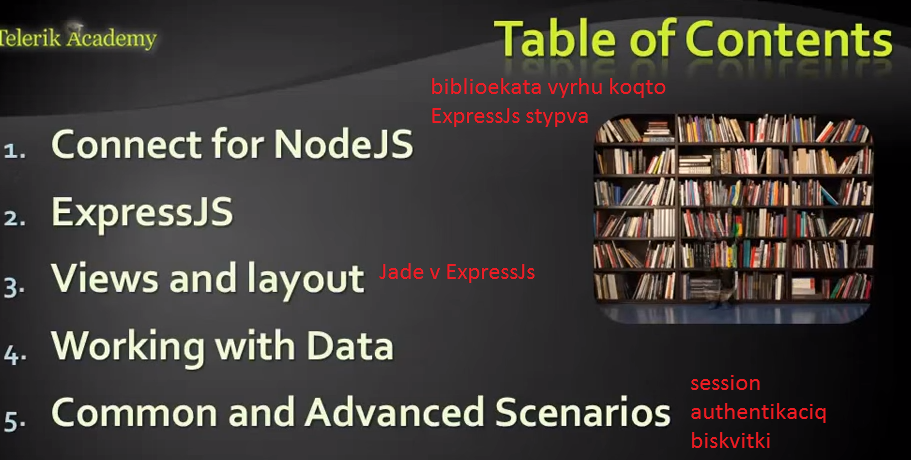 Telerik Academy
Table of Contents
biblioekata vyrhu koqto
ExpressJs stypva
1. Connect for NodeJS
2. ExpressJS
3. Views and layout
Jade v ExpressJs
4. Working with Data
5. Common and Advanced Scenarios
session
authentikaciq
biskvitki